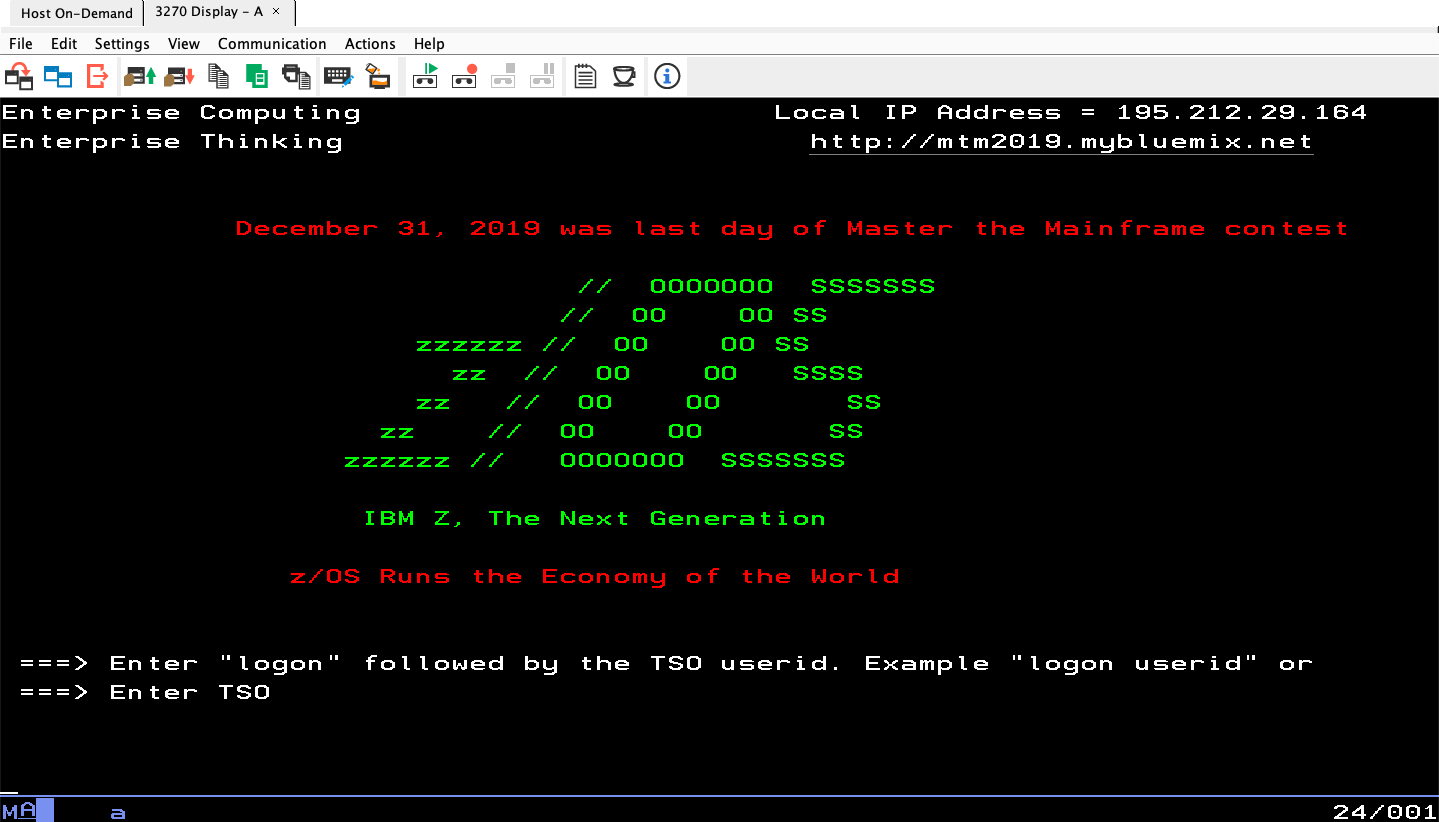 Host On-Demand 3270 Display - A ×
File Edit Settings View Communication Actions Help
Enterprise Computing Local IP Address = 195.212.29.164
Enterprise Thinking http://mtm2019.mybluemix.net
December 31, 2019 was last day of Master the Mainframe contest
// OOOOOOO SSSSSSS
// OO OO SS
zzzzzz // OO OO SS
zz // OO OO SSSS
zz // OO OO SS
zz // OO OO SS
zzzzzz // OOOOOOO SSSSSSS
IBM Z, The Next Generation
z/OS Runs the Economy of the World
===> Enter "logon" followed by the TSO userid. Example "logon userid" or
===> Enter TSO
MA a 24/001